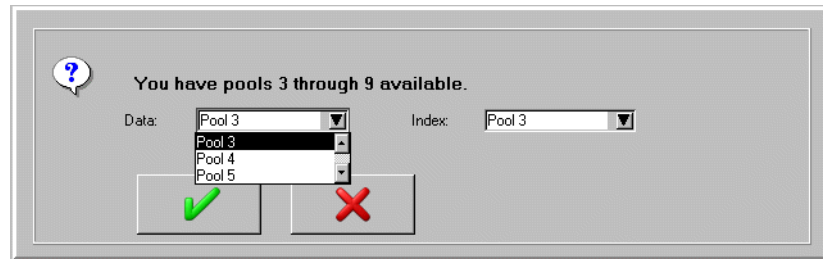 You have pools 3 through 9 available.
Data: Pool 3 Index: Pool 3
Pool 3
Pool 4
Pool 5